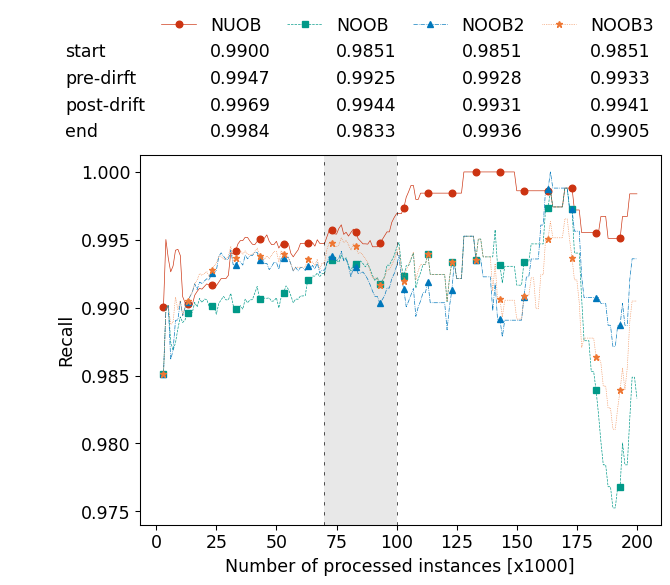 NUOB NOOB NOOB2 NOOB3
start 0.9900 0.9851 0.9851 0.9851
pre-dirft 0.9947 0.9925 0.9928 0.9933
post-drift 0.9969 0.9944 0.9931 0.9941
end 0.9984 0.9833 0.9936 0.9905
1.000
0.995
0.990
0.985
0.980
0.975
Recall
0 25 50 75 100 125 150 175 200
Number of processed instances [x1000]